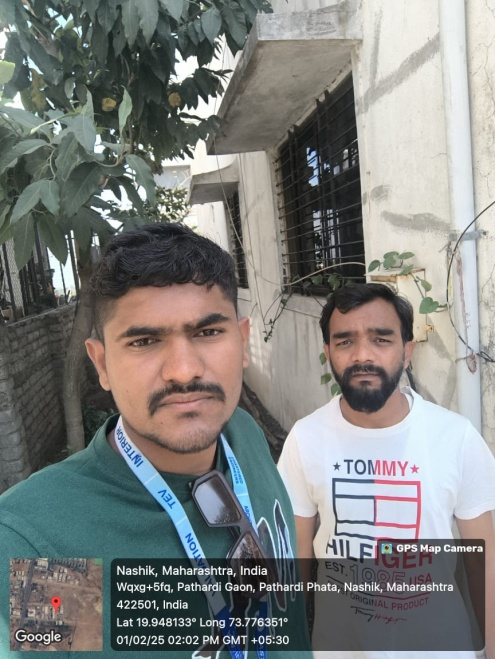 INTERIOR
TEV
TOMMY
HILFIGER
EST. 1985 USA
ORIGINAL PRODUCT
GPS Map Camera
Nashik, Maharashtra, India
Wqxg+5fq, Pathardi Gaon, Pathardi Phata, Nashik, Maharashtra
422501, India
Lat 19.948133° Long 73.776351°
01/02/25 02:02 PM GMT +05:30
Google